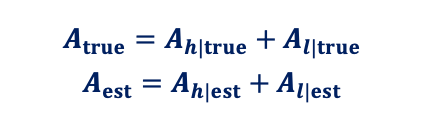 A_true = A_h|true + A_l|true
A_est = A_h|est + A_l|est